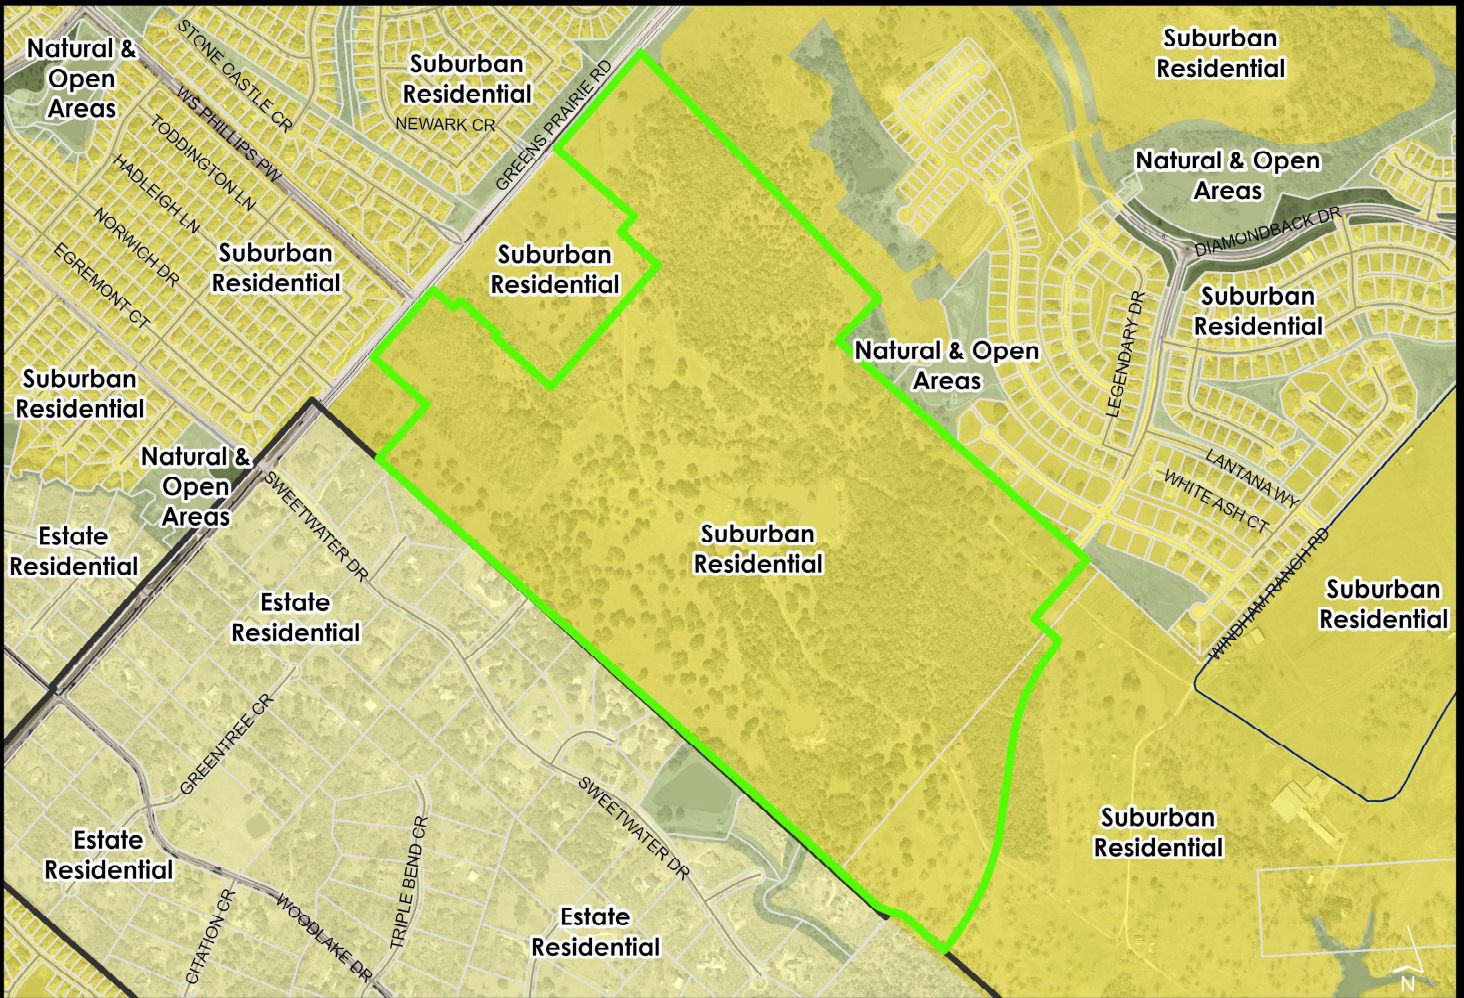 Natural &
Open
Areas
STONE CASTLE CR
Suburban
Residential
NEWARK CR
GREENS PRAIRIE RD
Suburban
Residential
WS PHILLIPS PW
TODDINGTON LN
HADLEIGH LN
NORWICH DR
EGREMONT CT
Natural & Open
Areas
DIAMONDBACK DR
Suburban
Residential
Suburban
Residential
Suburban
Residential
LEGENDARY DR
Natural & Open
Areas
Suburban
Residential
Natural &
Open
Areas
SWEETWATER DR
LANTANA WY
WHITE ASH CT
WINDHAM RANCH RD
Estate
Residential
Suburban
Residential
Suburban
Residential
Estate
Residential
GREENTREE CR
SWEETWATER DR
Estate
Residential
TRIPLE BEND CR
Suburban
Residential
CITATION CR
WOODLAKE DR
Estate
Residential
N